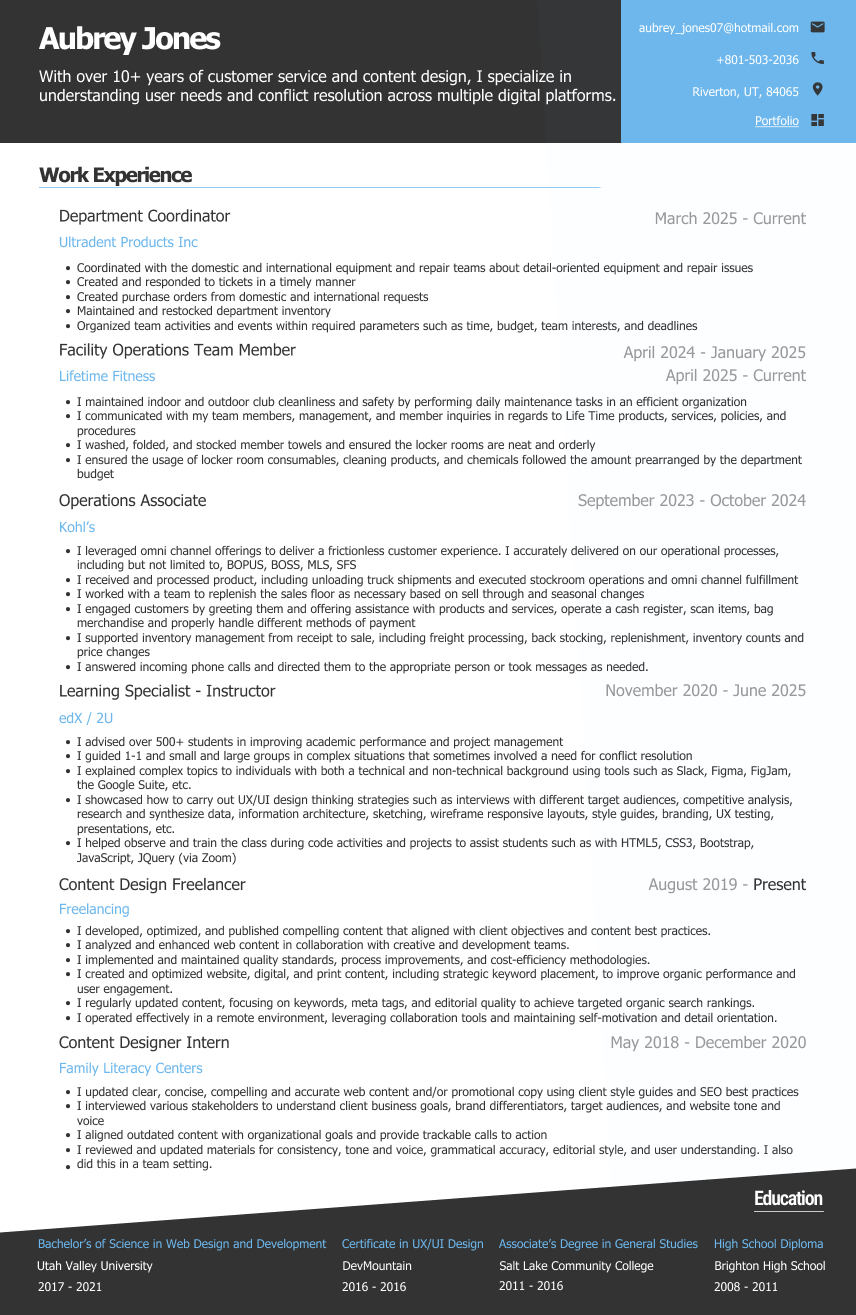 Aubrey Jones
With over 10+ years of customer service and content design, I specialize in
understanding user needs and conflict resolution across multiple digital platforms.
aubrey_jones07@hotmail.com
+801-503-2036
Riverton, UT, 84065
Portfolio
Work Experience
Department Coordinator
March 2025 - Current
Ultradent Products Inc
• Coordinated with the domestic and international equipment and repair teams about detail-oriented equipment and repair issues
• Created and responded to tickets in a timely manner
• Created purchase orders from domestic and international requests
• Maintained and restocked department inventory
• Organized team activities and events within required parameters such as time, budget, team interests, and deadlines
Facility Operations Team Member
April 2024 - January 2025
Lifetime Fitness
April 2025 - Current
• I maintained indoor and outdoor club cleanliness and safety by performing daily maintenance tasks in an efficient organization
• I communicated with my team members, management, and member inquiries in regards to Life Time products, services, policies, and
procedures
• I washed, folded, and stocked member towels and ensured the locker rooms are neat and orderly
• I ensured the usage of locker room consumables, cleaning products, and chemicals followed the amount prearranged by the department
budget
Operations Associate
September 2023 - October 2024
Kohl's
• I leveraged omni channel offerings to deliver a frictionless customer experience. I accurately delivered on our operational processes,
including but not limited to, BOPUS, BOSS, MLS, SFS
• I received and processed product, including unloading truck shipments and executed stockroom operations and omni channel fulfillment
• I worked with a team to replenish the sales floor as necessary based on sell through and seasonal changes
• I engaged customers by greeting them and offering assistance with products and services, operate a cash register, scan items, bag
merchandise and properly handle different methods of payment
• I supported inventory management from receipt to sale, including freight processing, back stocking, replenishment, inventory counts and
price changes
• I answered incoming phone calls and directed them to the appropriate person or took messages as needed.
Learning Specialist - Instructor
November 2020 - June 2025
edX / 2U
• I advised over 500+ students in improving academic performance and project management
• I guided 1-1 and small and large groups in complex situations that sometimes involved a need for conflict resolution
• I explained complex topics to individuals with both a technical and non-technical background using tools such as Slack, Figma, FigJam,
the Google Suite, etc.
• I showcased how to carry out UX/UI design thinking strategies such as interviews with different target audiences, competitive analysis,
research and synthesize data, information architecture, sketching, wireframe responsive layouts, style guides, branding, UX testing,
presentations, etc.
• I helped observe and train the class during code activities and projects to assist students such as with HTML5, CSS3, Bootstrap,
JavaScript, JQuery (via Zoom)
Content Design Freelancer
August 2019 - Present
Freelancing
• I developed, optimized, and published compelling content that aligned with client objectives and content best practices.
• I analyzed and enhanced web content in collaboration with creative and development teams.
• I implemented and maintained quality standards, process improvements, and cost-efficiency methodologies.
• I created and optimized website, digital, and print content, including strategic keyword placement, to improve organic performance and
user engagement.
• I regularly updated content, focusing on keywords, meta tags, and editorial quality to achieve targeted organic search rankings.
• I operated effectively in a remote environment, leveraging collaboration tools and maintaining self-motivation and detail orientation.
Content Designer Intern
May 2018 - December 2020
Family Literacy Centers
• I updated clear, concise, compelling and accurate web content and/or promotional copy using client style guides and SEO best practices
• I interviewed various stakeholders to understand client business goals, brand differentiators, target audiences, and website tone and
voice
• I aligned outdated content with organizational goals and provide trackable calls to action
• I reviewed and updated materials for consistency, tone and voice, grammatical accuracy, editorial style, and user understanding. I also
• did this in a team setting.
Education
Bachelor's of Science in Web Design and Development
Utah Valley University
2017 - 2021
Certificate in UX/UI Design
DevMountain
2016 - 2016
Associate's Degree in General Studies
Salt Lake Community College
2011 - 2016
High School Diploma
Brighton High School
2008 - 2011